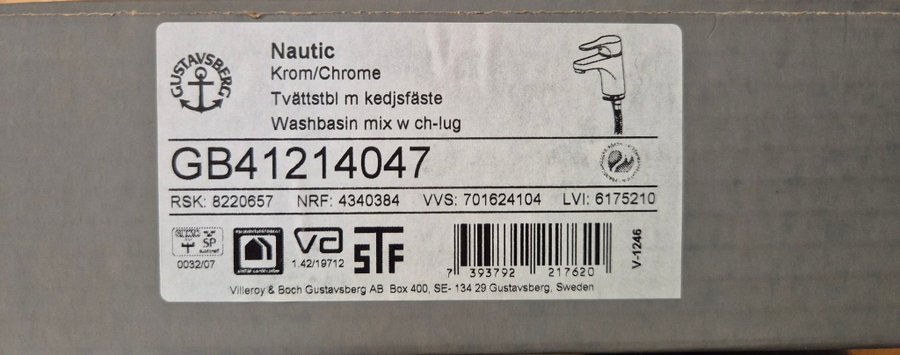 GUSTAVSBERG
Nautic
Krom/Chrome
Tvättstbl m kedjsfäste
Washbasin mix w ch-lug
GB41214047
RSK: 8220657 NRF: 4340384 VVS: 701624104 LVI: 6175210
SP
0032/07
va
1.42/19712
STF
7 393792 217620
V-1246
Villeroy & Boch Gustavsberg AB Box 400, SE- 134 29 Gustavsberg, Sweden